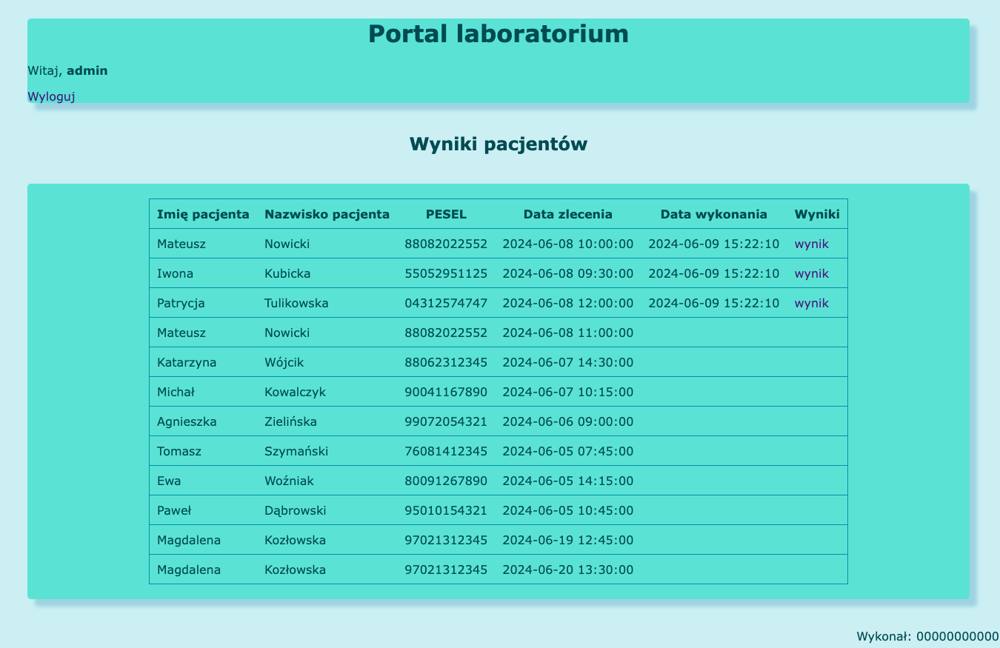 Portal laboratorium
Witaj, admin
Wyloguj
Wyniki pacjentów
Imię pacjenta Nazwisko pacjenta PESEL Data zlecenia Data wykonania Wyniki
Mateusz Nowicki 88082022552 2024-06-08 10:00:00 2024-06-09 15:22:10 wynik
Iwona Kubicka 55052951125 2024-06-08 09:30:00 2024-06-09 15:22:10 wynik
Patrycja Tulikowska 04312574747 2024-06-08 12:00:00 2024-06-09 15:22:10 wynik
Mateusz Nowicki 88082022552 2024-06-08 11:00:00
Katarzyna Wójcik 88062312345 2024-06-07 14:30:00
Michał Kowalczyk 90041167890 2024-06-07 10:15:00
Agnieszka Zielińska 99072054321 2024-06-06 09:00:00
Tomasz Szymański 76081412345 2024-06-05 07:45:00
Ewa Woźniak 80091267890 2024-06-05 14:15:00
Paweł Dąbrowski 95010154321 2024-06-05 10:45:00
Magdalena Kozłowska 97021312345 2024-06-19 12:45:00
Magdalena Kozłowska 97021312345 2024-06-20 13:30:00
Wykonał: 00000000000